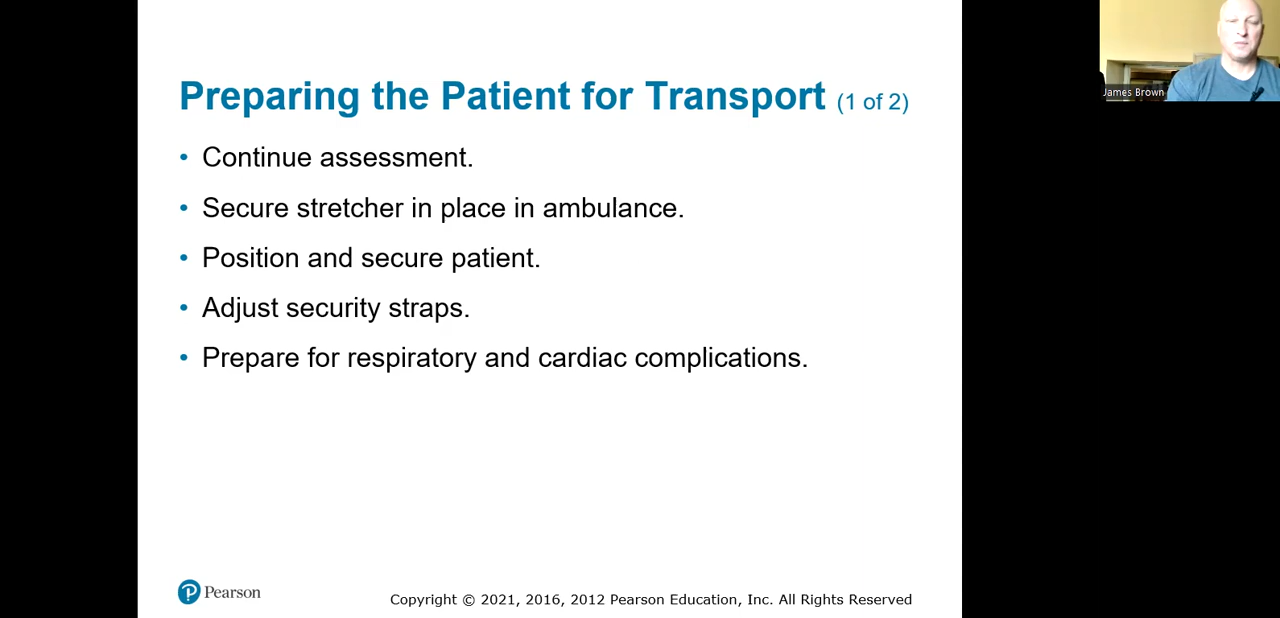 Preparing the Patient for Transport (1 of 2)
• Continue assessment.
• Secure stretcher in place in ambulance.
• Position and secure patient.
• Adjust security straps.
• Prepare for respiratory and cardiac complications.
James Brown
P Pearson
Copyright © 2021, 2016, 2012 Pearson Education, Inc. All Rights Reserved